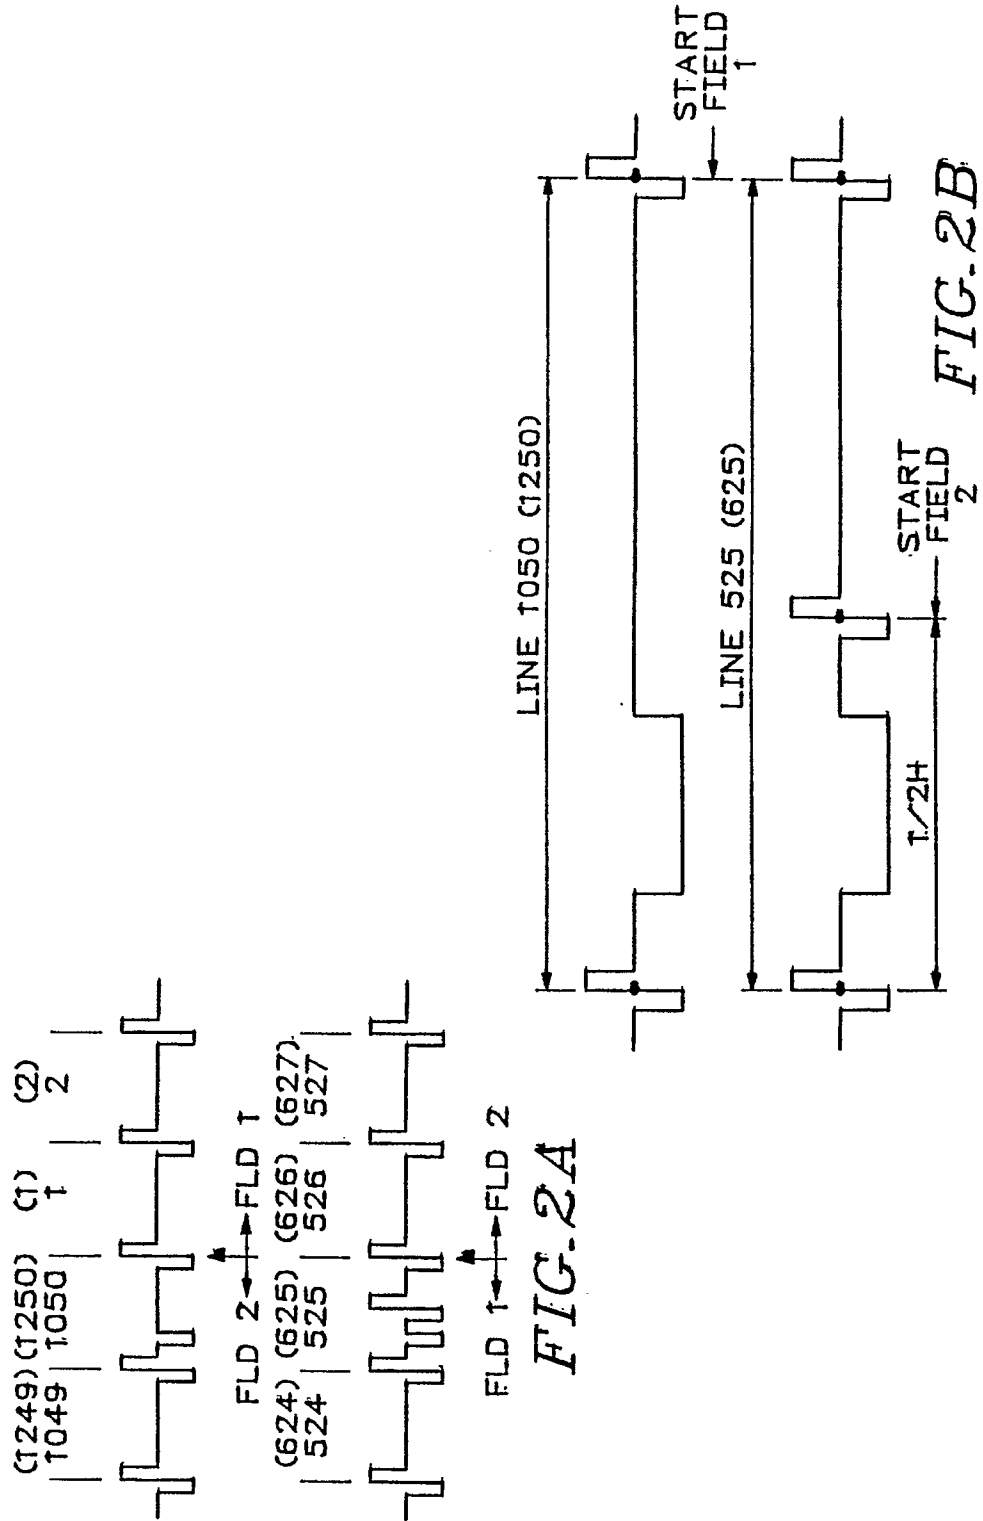 (1249) (1250) (1) (2)
1049 1050 1 2
FLD 2 FLD 1
(624) (625) (626) (627)
524 525 526 527
FLD 1 FLD 2
FIG. 2A
LINE 1050 (1250)
START
FIELD
1
LINE 525 (625)
1/2H
START
FIELD
2
FIG. 2B